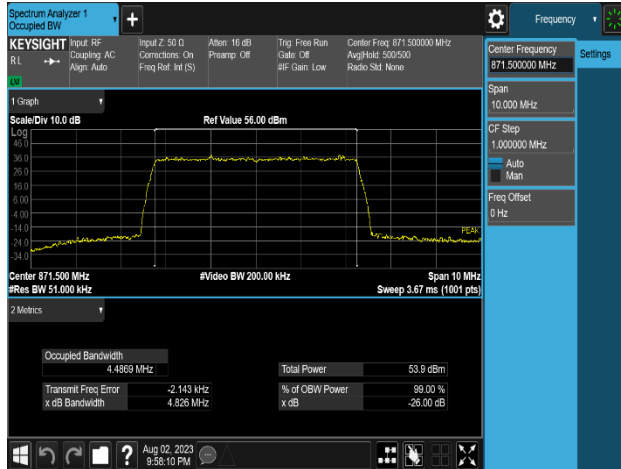 Spectrum Analyzer 1
Occupied BW
Frequency
KEYSIGHT
R L
LW
Input: RF
Coupling: AC
Align: Auto
Input Z: 50 Ω
Corrections: On
Freq Ref: Int (S)
Atten: 16 dB
Preamp: Off
Trig: Free Run
Gate: Off
#IF Gain: Low
Center Freq: 871.500000 MHz
Avg|Hold: 500/500
Radio Std: None
Center Frequency
871.500000 MHz
Settings
Span
10.000 MHz
CF Step
1.000000 MHz
Auto
Man
Freq Offset
0 Hz
1 Graph
Scale/Div 10.0 dB
Ref Value 56.00 dBm
Log
46.0
36.0
26.0
16.0
6.00
-4.00
-14.0
-24.0
-34.0
PEAK
Center 871.500 MHz
#Video BW 200.00 kHz
Span 10 MHz
#Res BW 51.000 kHz
Sweep 3.67 ms (1001 pts)
2 Metrics
Occupied Bandwidth
4.4869 MHz
Total Power 53.9 dBm
Transmit Freq Error -2.143 kHz
% of OBW Power 99.00 %
x dB Bandwidth 4.826 MHz
x dB -26.00 dB
?
Aug 02, 2023
9:58:10 PM